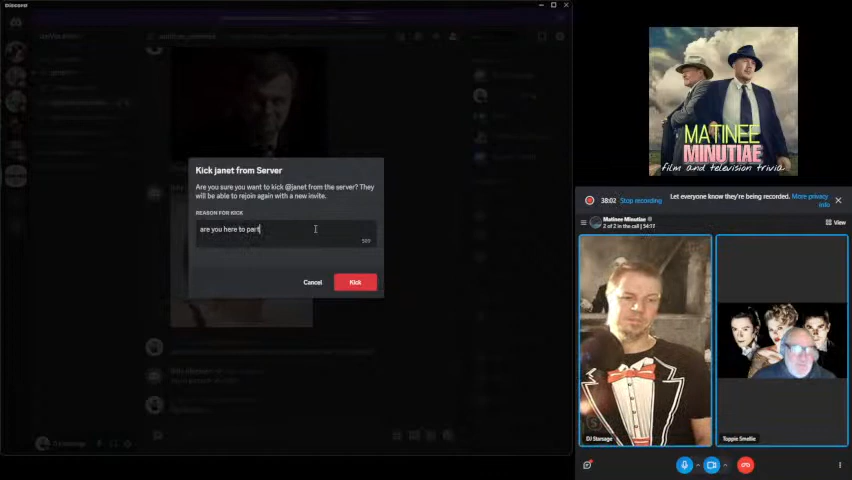 Discord
Kick janet from Server
Are you sure you want to kick @janet from the server? They
will be able to rejoin again with a new invite.
REASON FOR KICK
are you here to part
Cancel
Kick
MATINEE
MINUTIAE
film and television trivia
38:02
Stop recording
Let everyone know they're being recorded. More privacy
info
Matinee Minutiae
2 of 2 in the call | 54:11
View
DJ Starsage
Toppie Smellie